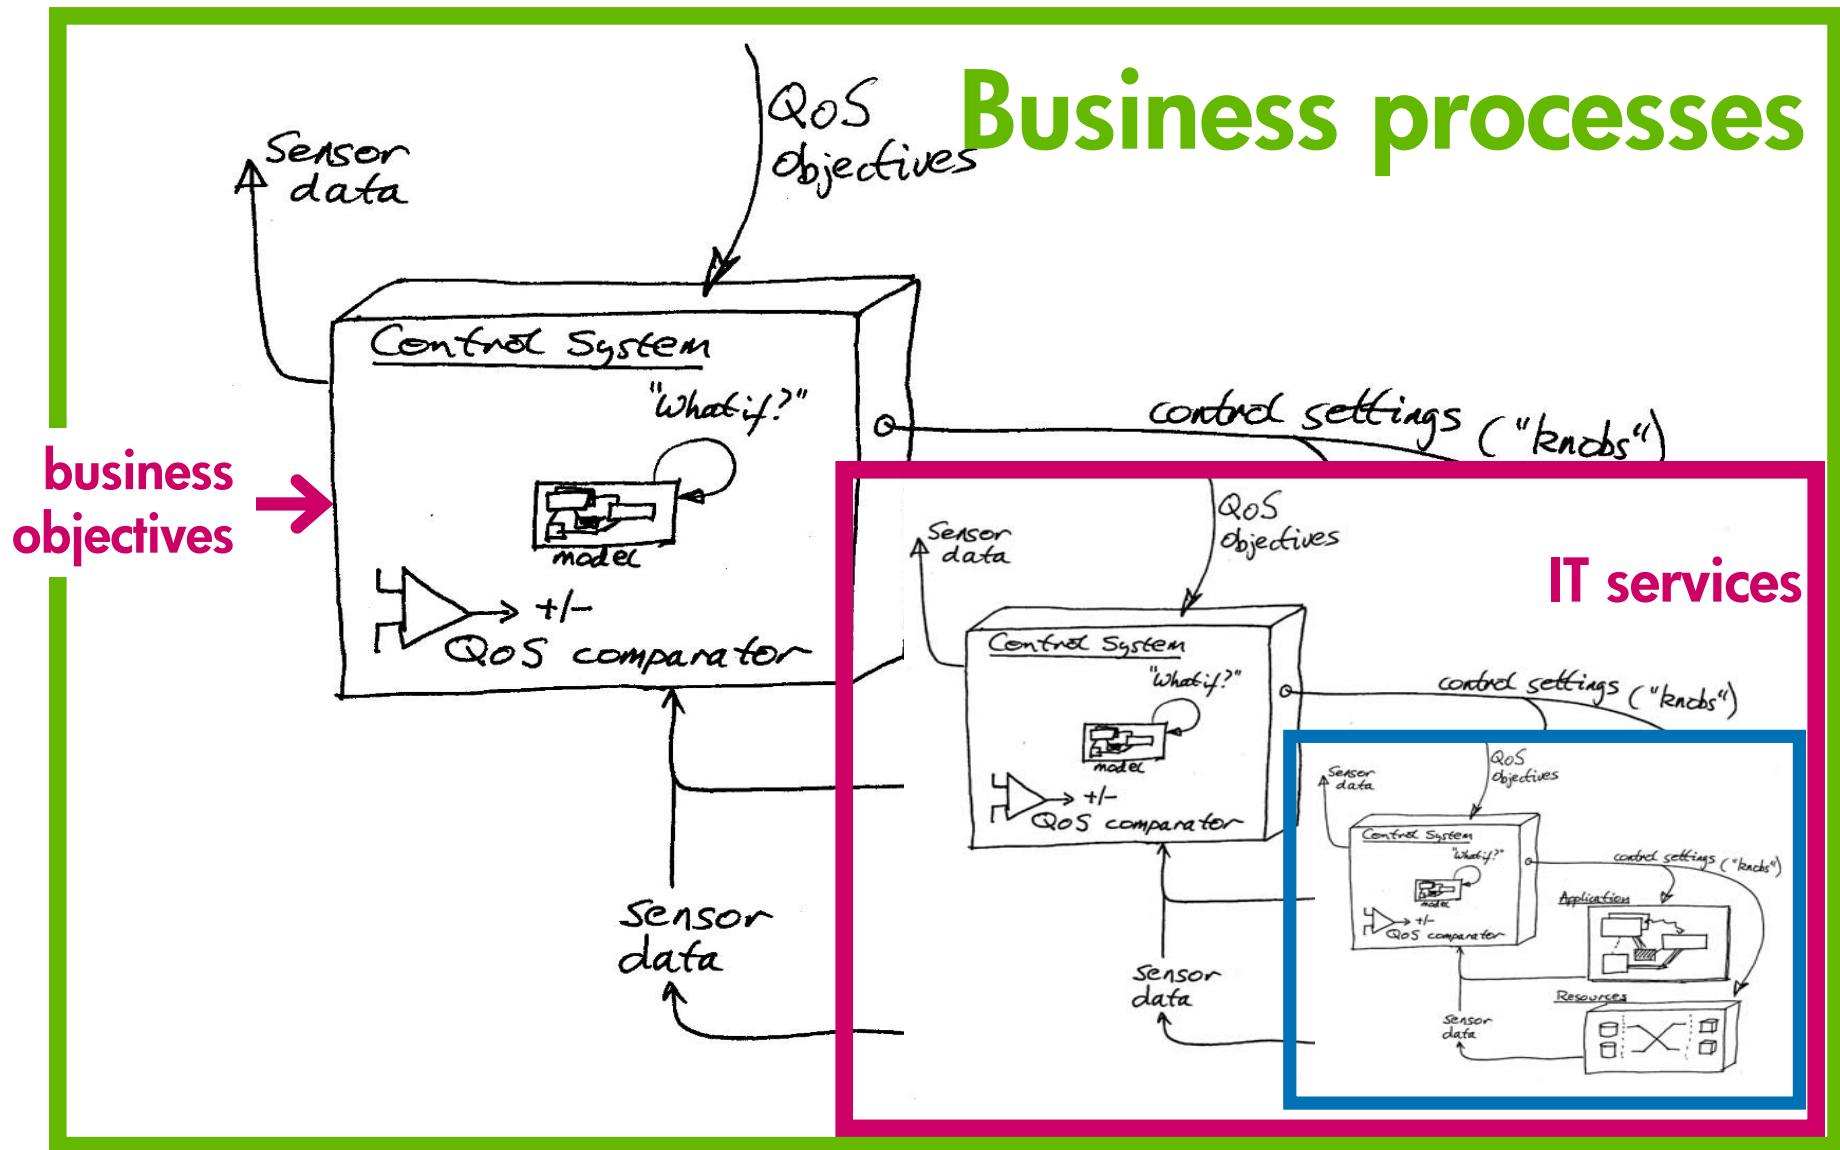 Business processes
QoS
objectives
Sensor
data
Control System
"What if?"
model
+/-
QoS comparator
control settings ("knobs")
sensor
data
business
objectives
IT services
QoS
objectives
Sensor
data
Control System
"What if?"
model
+/-
QoS comparator
control settings ("knobs")
sensor
data
QoS
objectives
Sensor
data
Control System
"What if?"
model
+/-
QoS comparator
control settings ("knobs")
Application
Resources
sensor
data